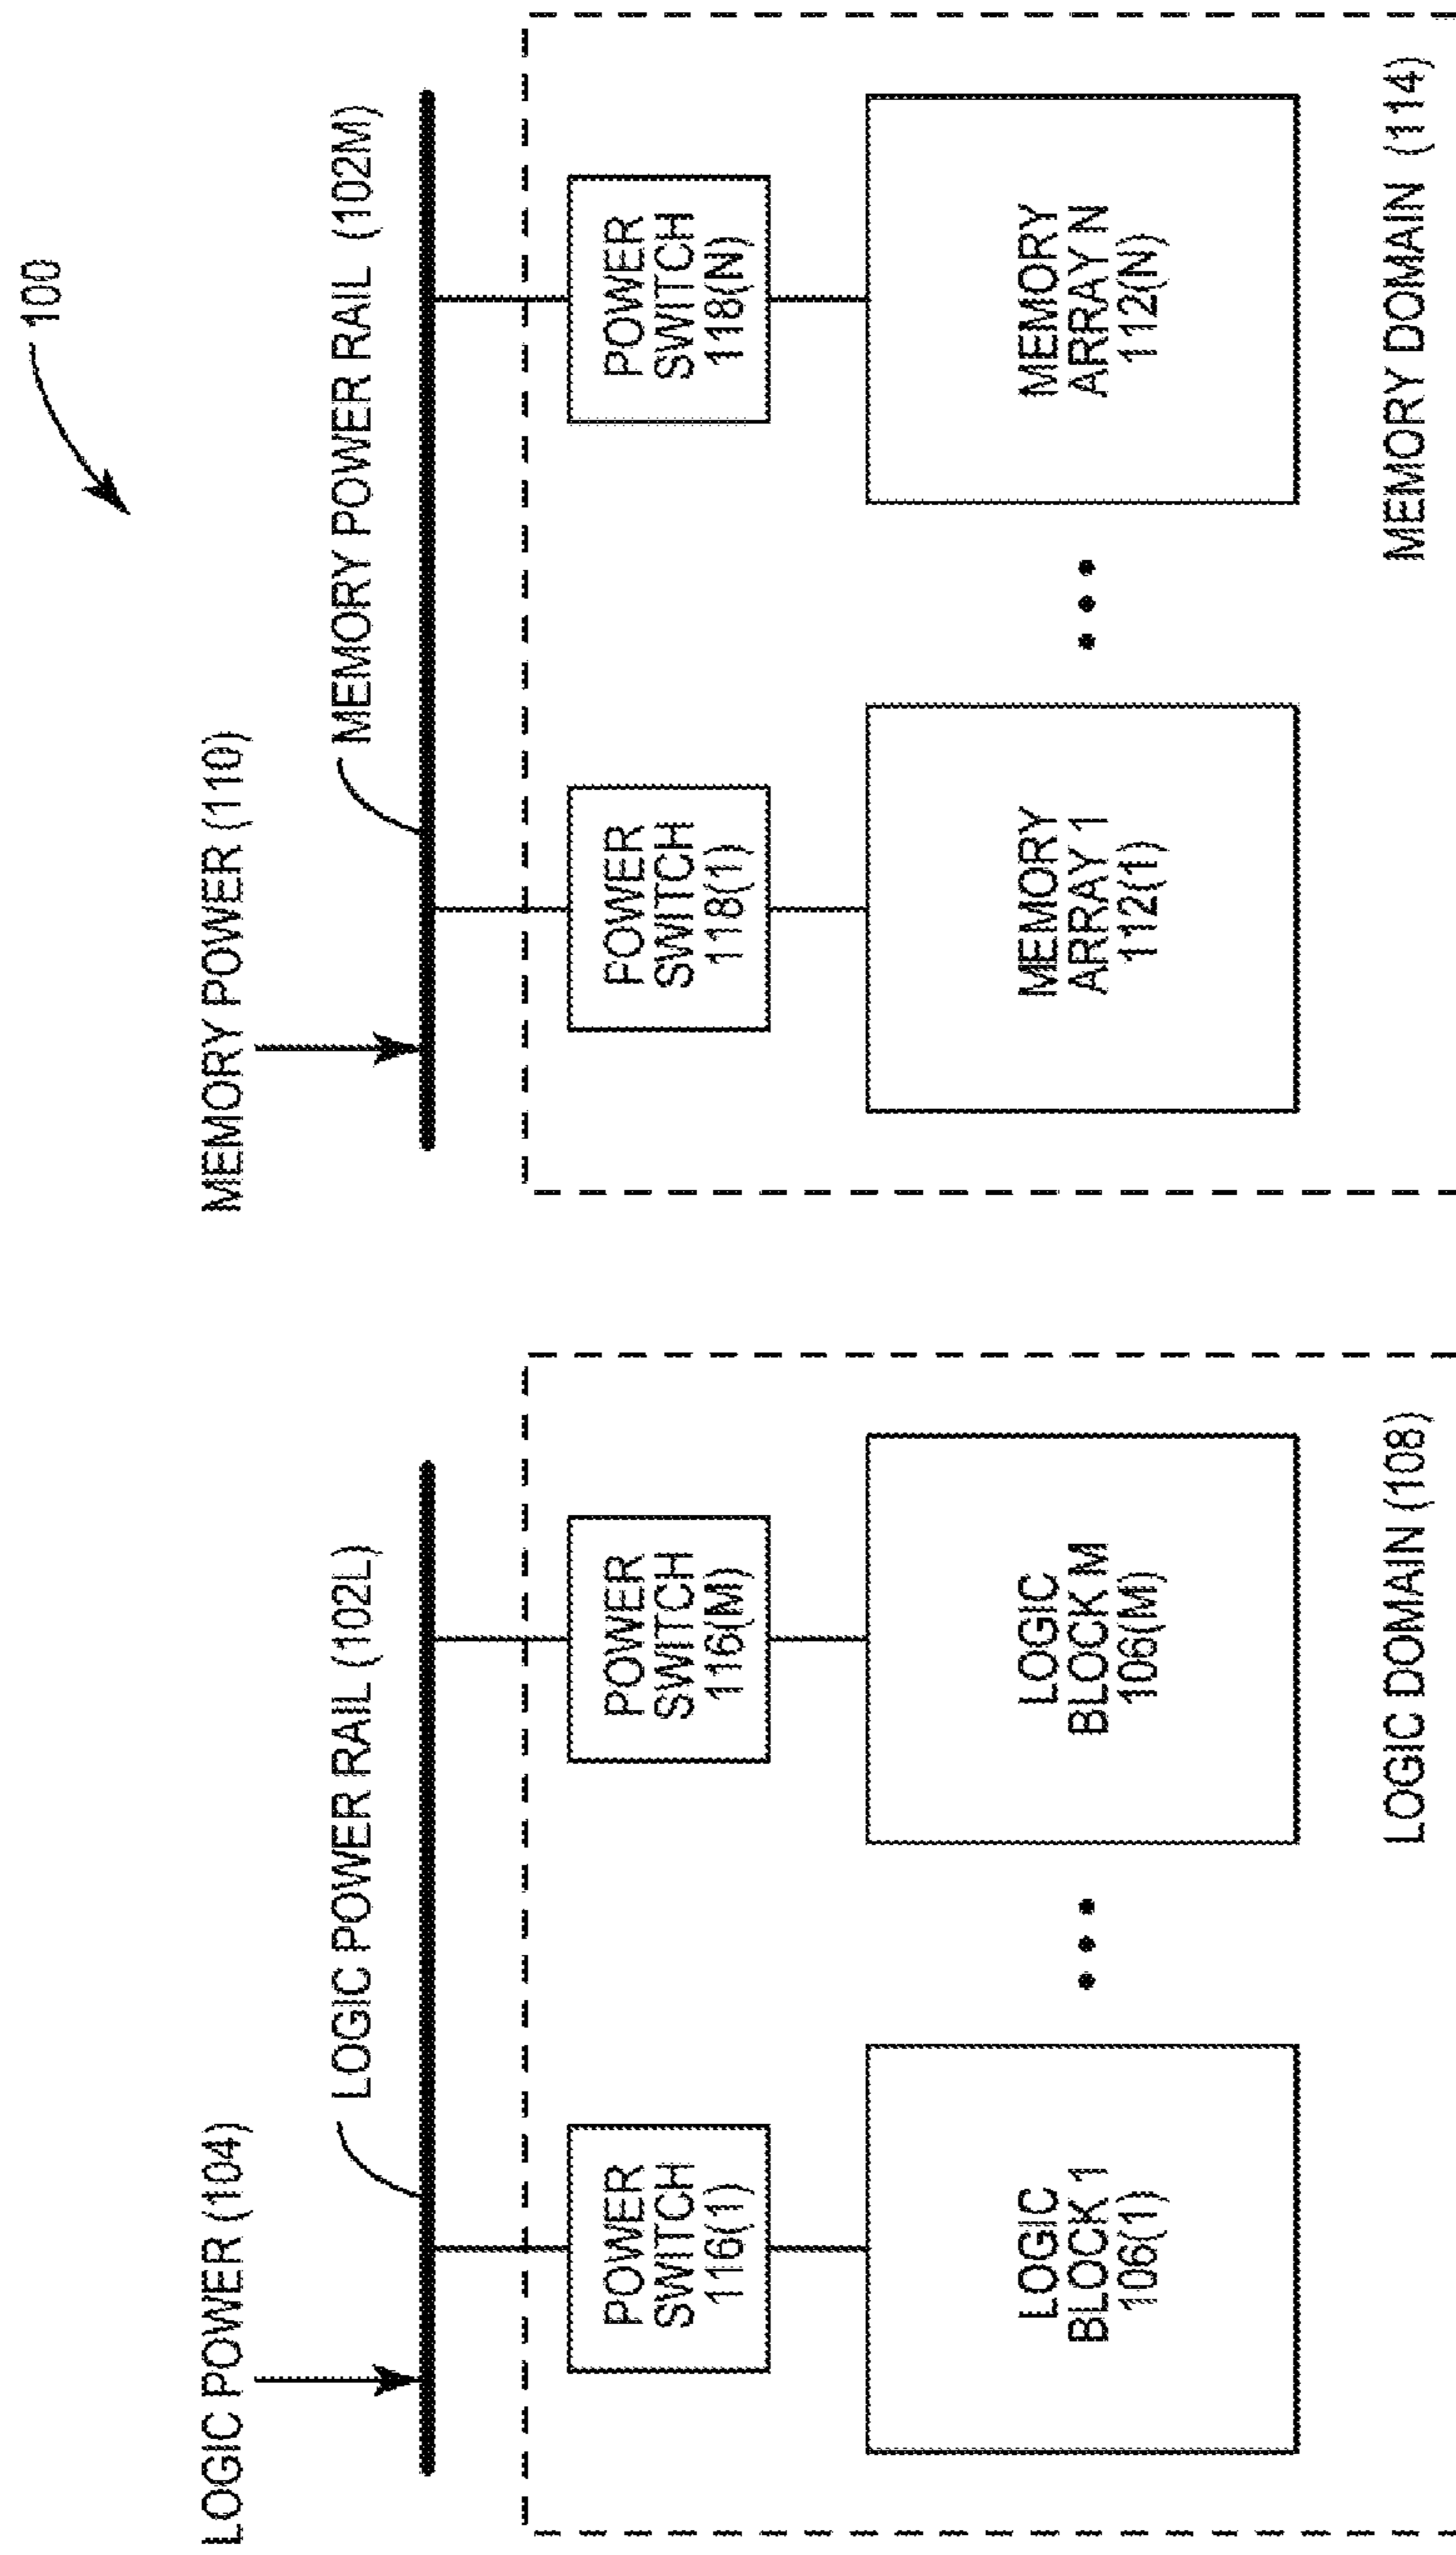 100
LOGIC POWER (104)
MEMORY POWER (110)
LOGIC POWER RAIL (102L)
MEMORY POWER RAIL (102M)
POWER
SWITCH
116(1)
POWER
SWITCH
116(M)
POWER
SWITCH
118(1)
POWER
SWITCH
118(N)
LOGIC
BLOCK 1
106(1)
LOGIC
BLOCK M
106(M)
MEMORY
ARRAY 1
112(1)
MEMORY
ARRAY N
112(N)
LOGIC DOMAIN (108)
MEMORY DOMAIN (114)